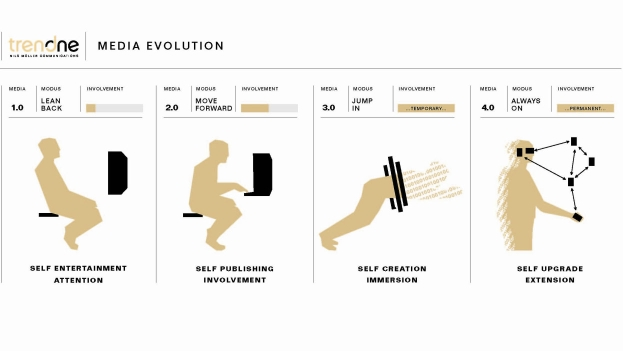 trendone
NILS MÜLLER COMMUNICATIONS
MEDIA EVOLUTION
MEDIA MODUS INVOLVEMENT
1.0 LEAN BACK
MEDIA MODUS INVOLVEMENT
2.0 MOVE FORWARD
MEDIA MODUS INVOLVEMENT
3.0 JUMP IN ...TEMPORARY...
MEDIA MODUS INVOLVEMENT
4.0 ALWAYS ON ...PERMANENT...
SELF ENTERTAINMENT
ATTENTION
SELF PUBLISHING
INVOLVEMENT
SELF CREATION
IMMERSION
SELF UPGRADE
EXTENSION